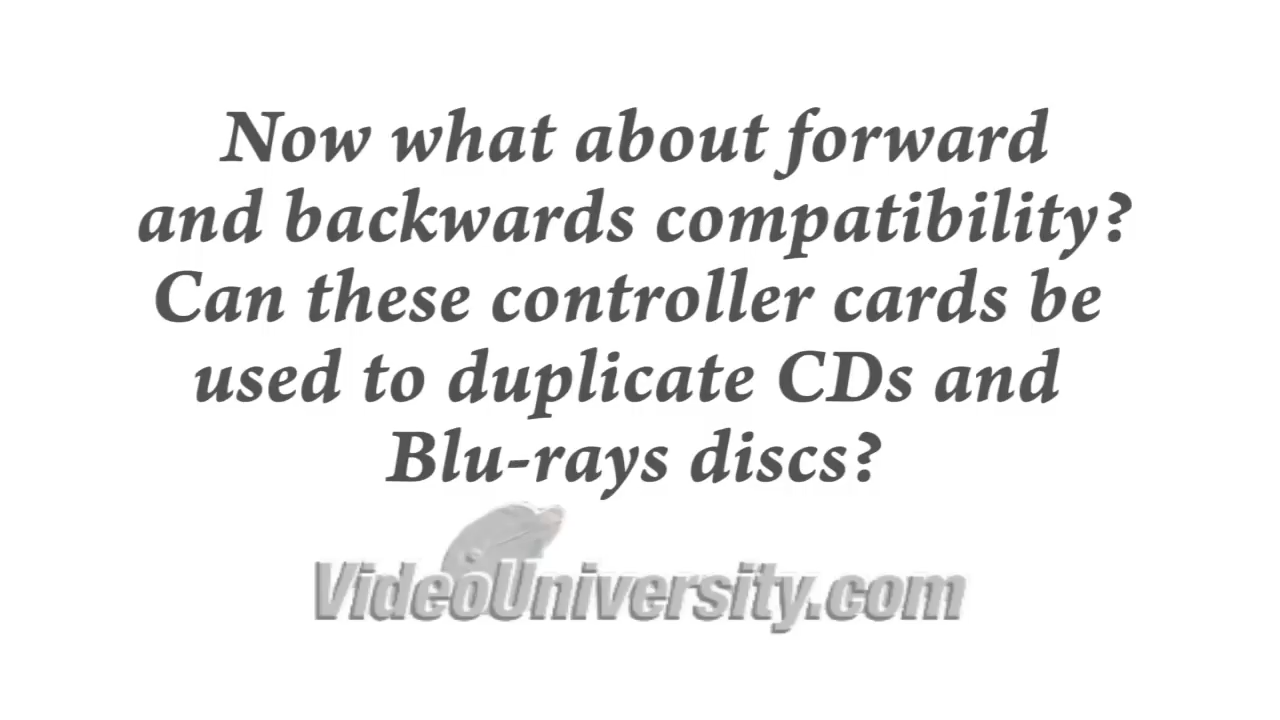 Now what about forward
and backwards compatibility?
Can these controller cards be
used to duplicate CDs and
Blu-rays discs?
VideoUniversity.com